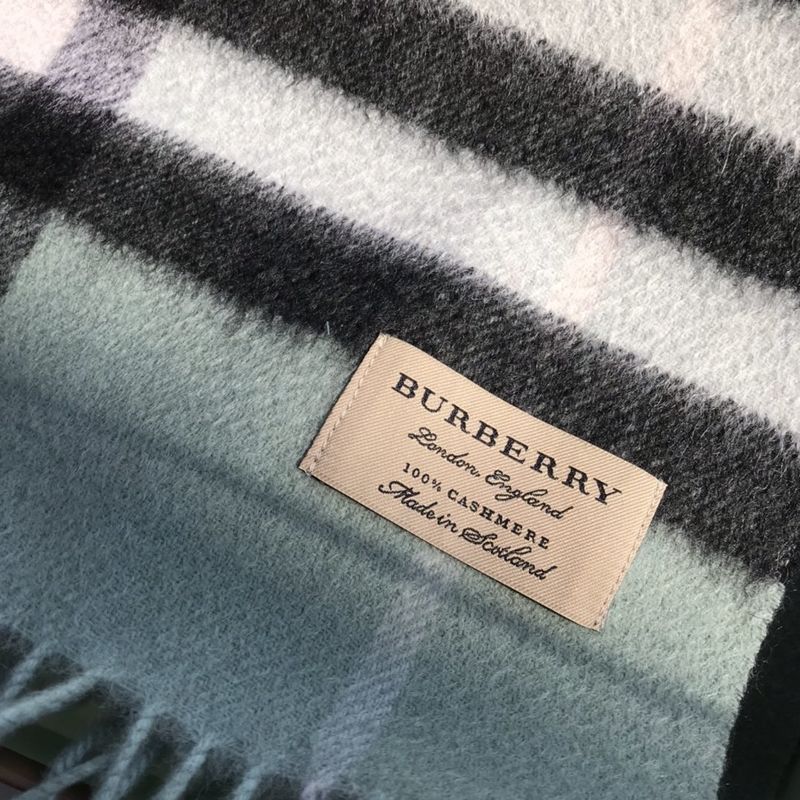 BURBERRY
London, England
100% CASHMERE
Made in Scotland